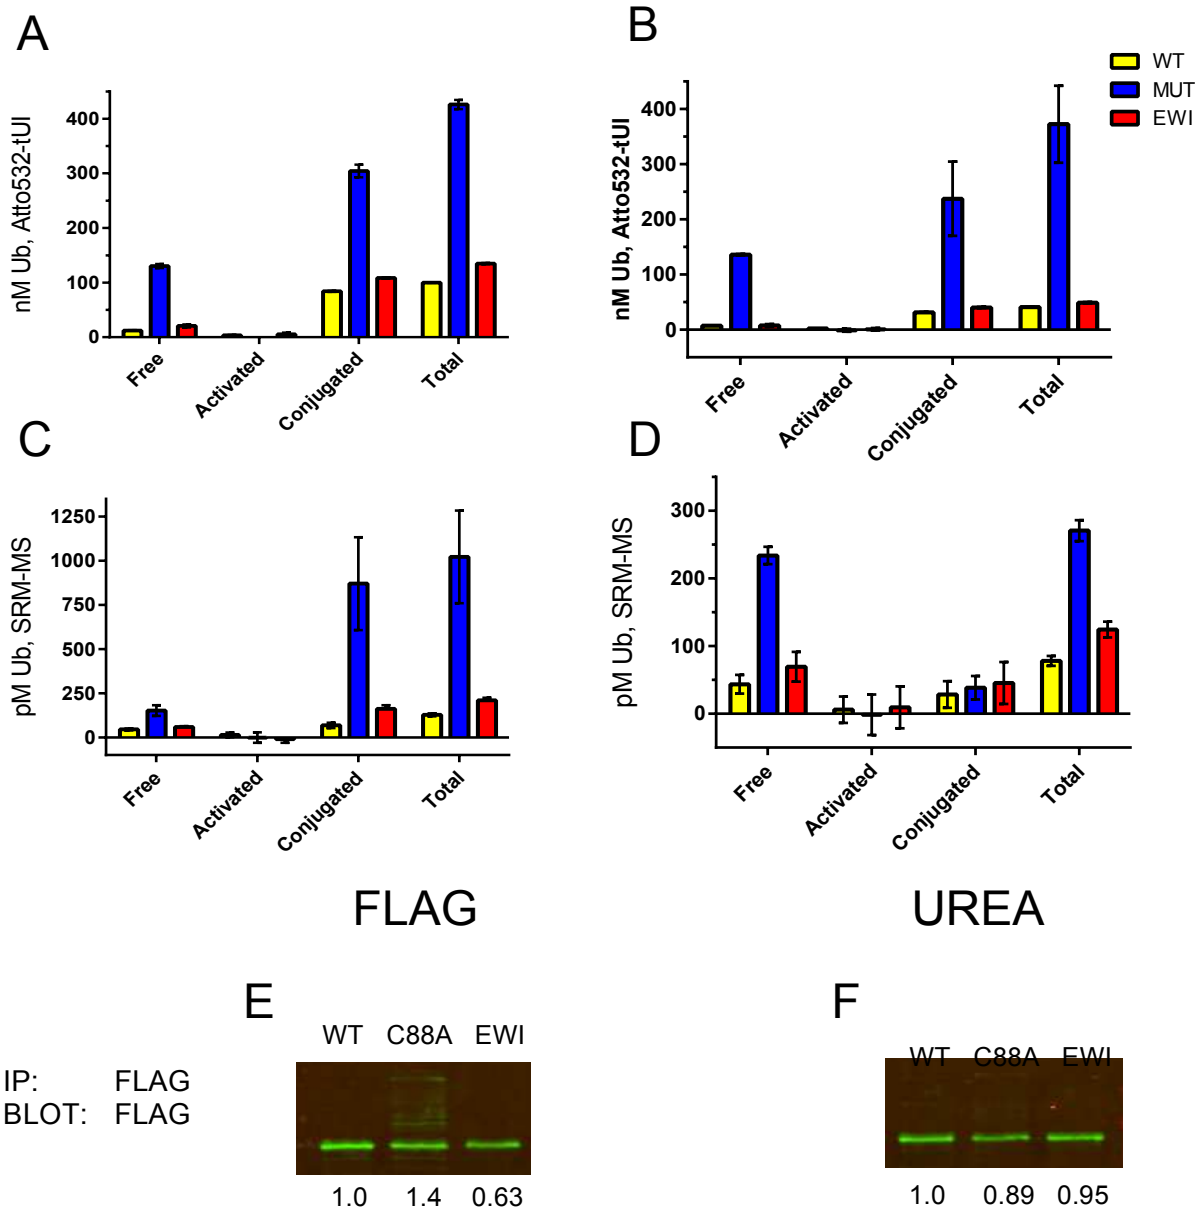 A
B
WT
MUT
EWI
nM Ub, Atto532-tUI
400
300
200
100
0
Free
Activated
Conjugated
Total
nM Ub, Atto532-tUI
400
300
200
100
0
Free
Activated
Conjugated
Total
C
D
pM Ub, SRM-MS
1250
1000
750
500
250
0
Free
Activated
Conjugated
Total
pM Ub, SRM-MS
300
200
100
0
Free
Activated
Conjugated
Total
FLAG
UREA
E
F
WT C88A EWI
WT C88A EWI
IP: FLAG
BLOT: FLAG
1.0 1.4 0.63
1.0 0.89 0.95